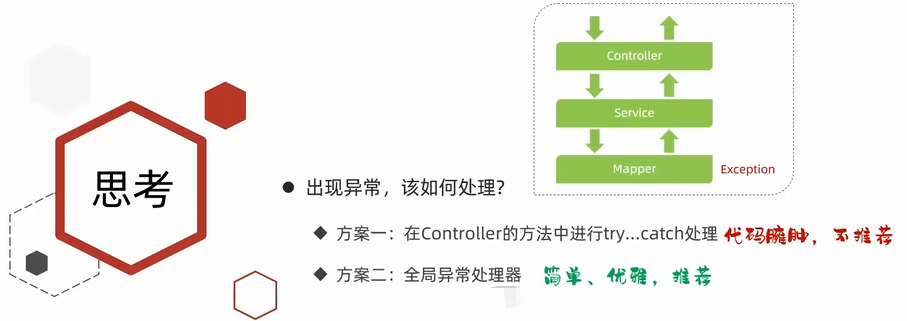 Controller
Service
Mapper
Exception
思考
出现异常，该如何处理?
方案一：在Controller的方法中进行try...catch处理 代码臃肿，不推荐
方案二：全局异常处理器 简单、优雅，推荐